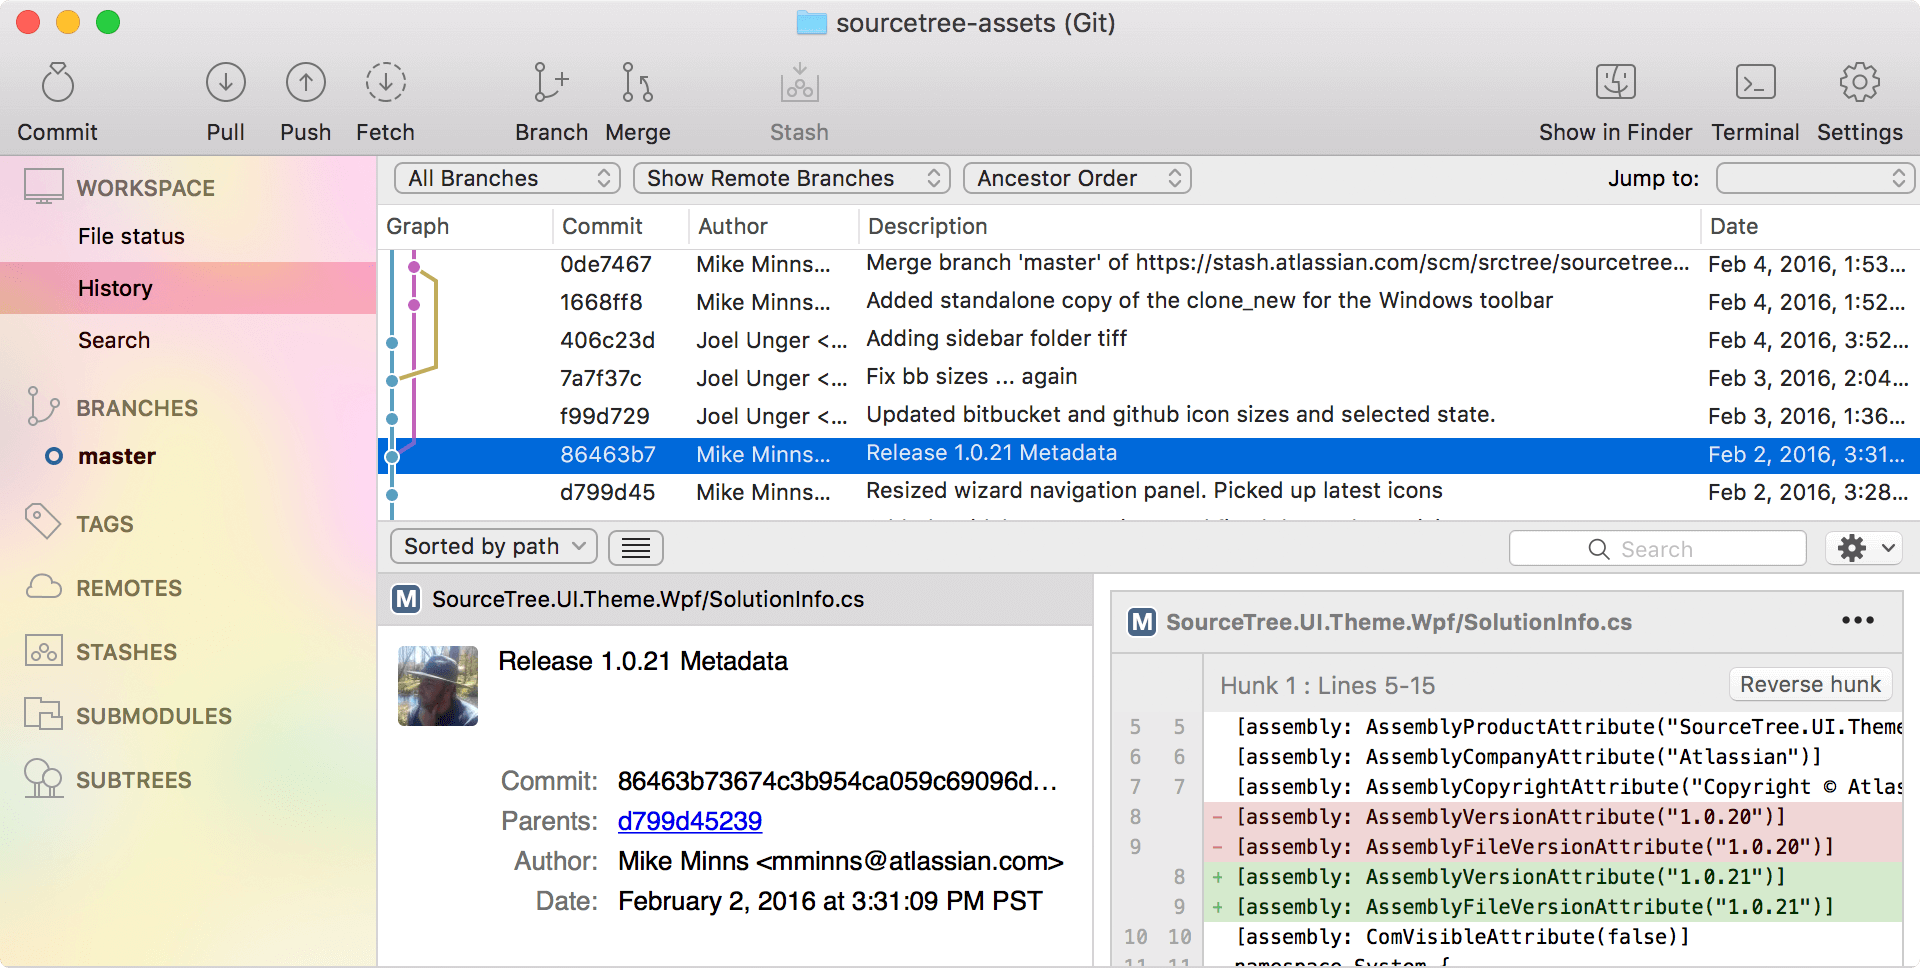 sourcetree-assets (Git)
Commit Pull Push Fetch Branch Merge Stash Show in Finder Terminal Settings
WORKSPACE
File status
History
Search
BRANCHES
master
TAGS
REMOTES
STASHES
SUBMODULES
SUBTREES
All Branches Show Remote Branches Ancestor Order Jump to:
Graph Commit Author Description Date
0de7467 Mike Minns... Merge branch 'master' of https://stash.atlassian.com/scm/srctree/sourcetree... Feb 4, 2016, 1:53...
1668ff8 Mike Minns... Added standalone copy of the clone_new for the Windows toolbar Feb 4, 2016, 1:52...
406c23d Joel Unger <... Adding sidebar folder tiff Feb 4, 2016, 3:52...
7a7f37c Joel Unger <... Fix bb sizes ... again Feb 3, 2016, 2:04...
f99d729 Joel Unger <... Updated bitbucket and github icon sizes and selected state. Feb 3, 2016, 1:36...
86463b7 Mike Minns... Release 1.0.21 Metadata Feb 2, 2016, 3:31...
d799d45 Mike Minns... Resized wizard navigation panel. Picked up latest icons Feb 2, 2016, 3:28...
Sorted by path Search
M SourceTree.UI.Theme.Wpf/SolutionInfo.cs
Release 1.0.21 Metadata
Commit: 86463b73674c3b954ca059c69096d...
Parents: d799d45239
Author: Mike Minns <mminns@atlassian.com>
Date: February 2, 2016 at 3:31:09 PM PST
M SourceTree.UI.Theme.Wpf/SolutionInfo.cs •••
Hunk 1 : Lines 5-15 Reverse hunk
5 5 [assembly: AssemblyProductAttribute("SourceTree.UI.Theme
6 6 [assembly: AssemblyCompanyAttribute("Atlassian")]
7 7 [assembly: AssemblyCopyrightAttribute("Copyright © Atlas
8 - [assembly: AssemblyVersionAttribute("1.0.20")]
9 - [assembly: AssemblyFileVersionAttribute("1.0.20")]
8 + [assembly: AssemblyVersionAttribute("1.0.21")]
9 + [assembly: AssemblyFileVersionAttribute("1.0.21")]
10 10 [assembly: ComVisibleAttribute(false)]
11 11 namespace System {